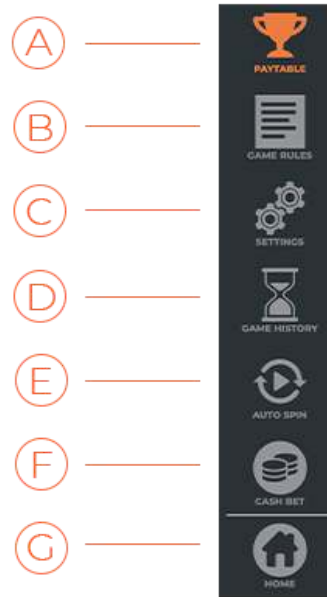 A
PAYTABLE
B
GAME RULES
C
SETTINGS
D
GAME HISTORY
E
AUTO SPIN
F
CASH BET
G
HOME